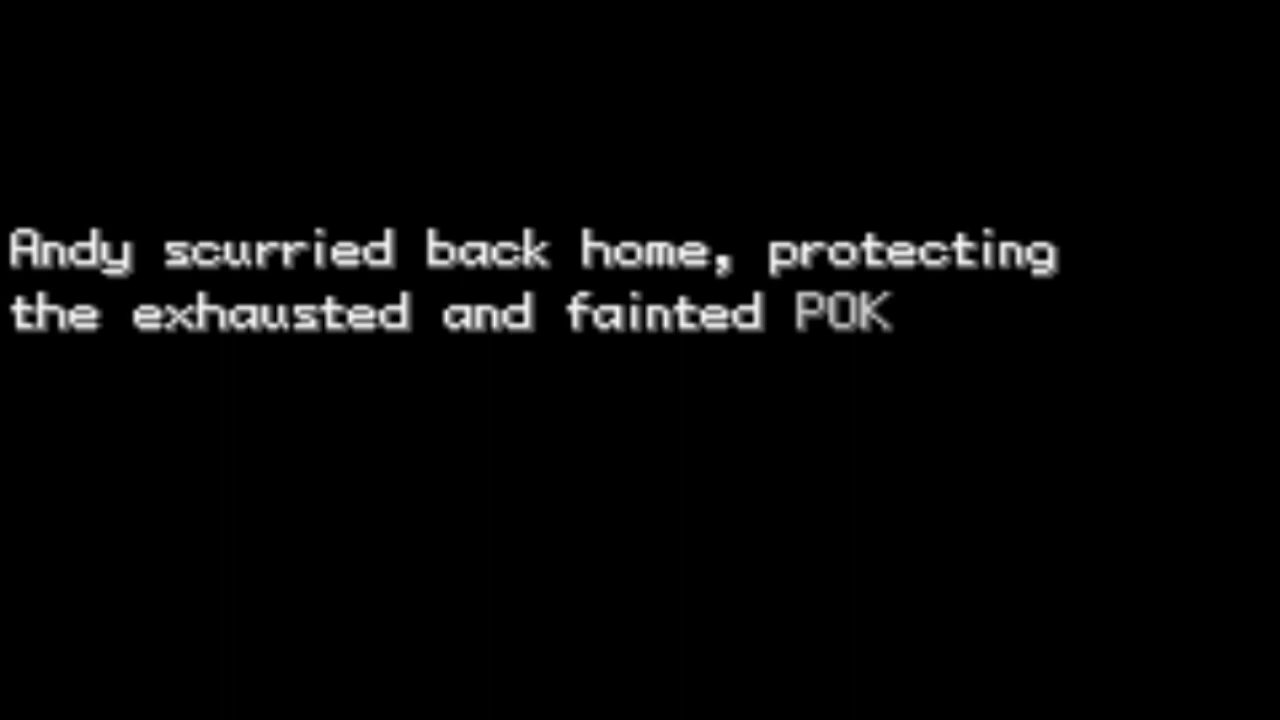 Andy scurried back home, protecting
the exhausted and fainted POK